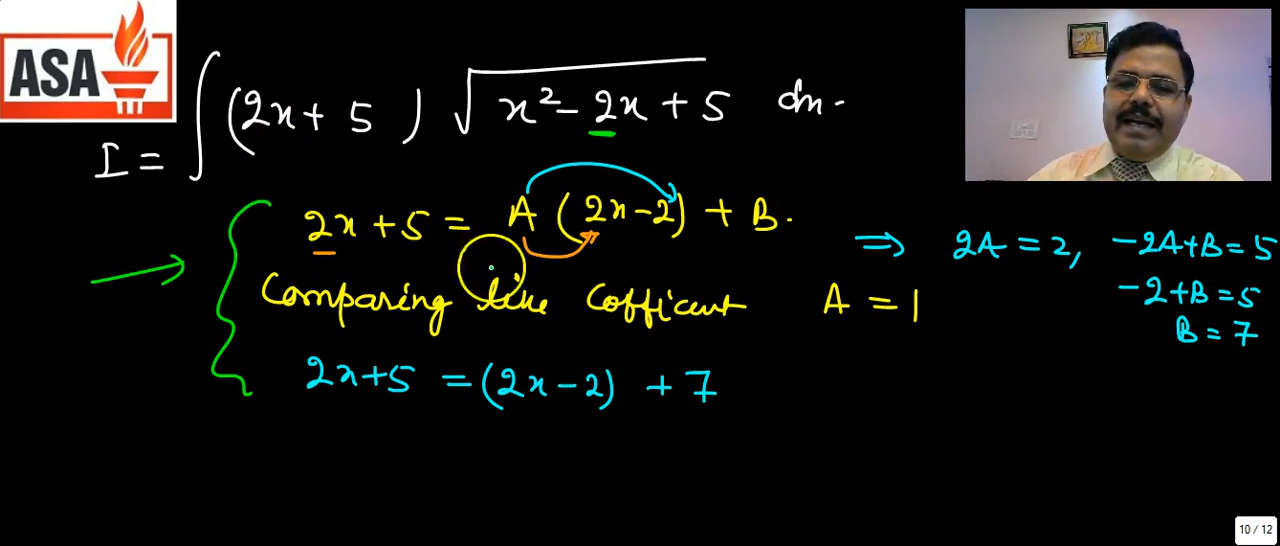 ASA
I = ∫ (2x + 5) √(x² - 2x + 5) dx.
2x + 5 = A (2x - 2) + B.
⇒ 2A = 2, -2A + B = 5
-2 + B = 5
Comparing like Cofficent A = 1
B = 7
2x + 5 = (2x - 2) + 7
10 / 12